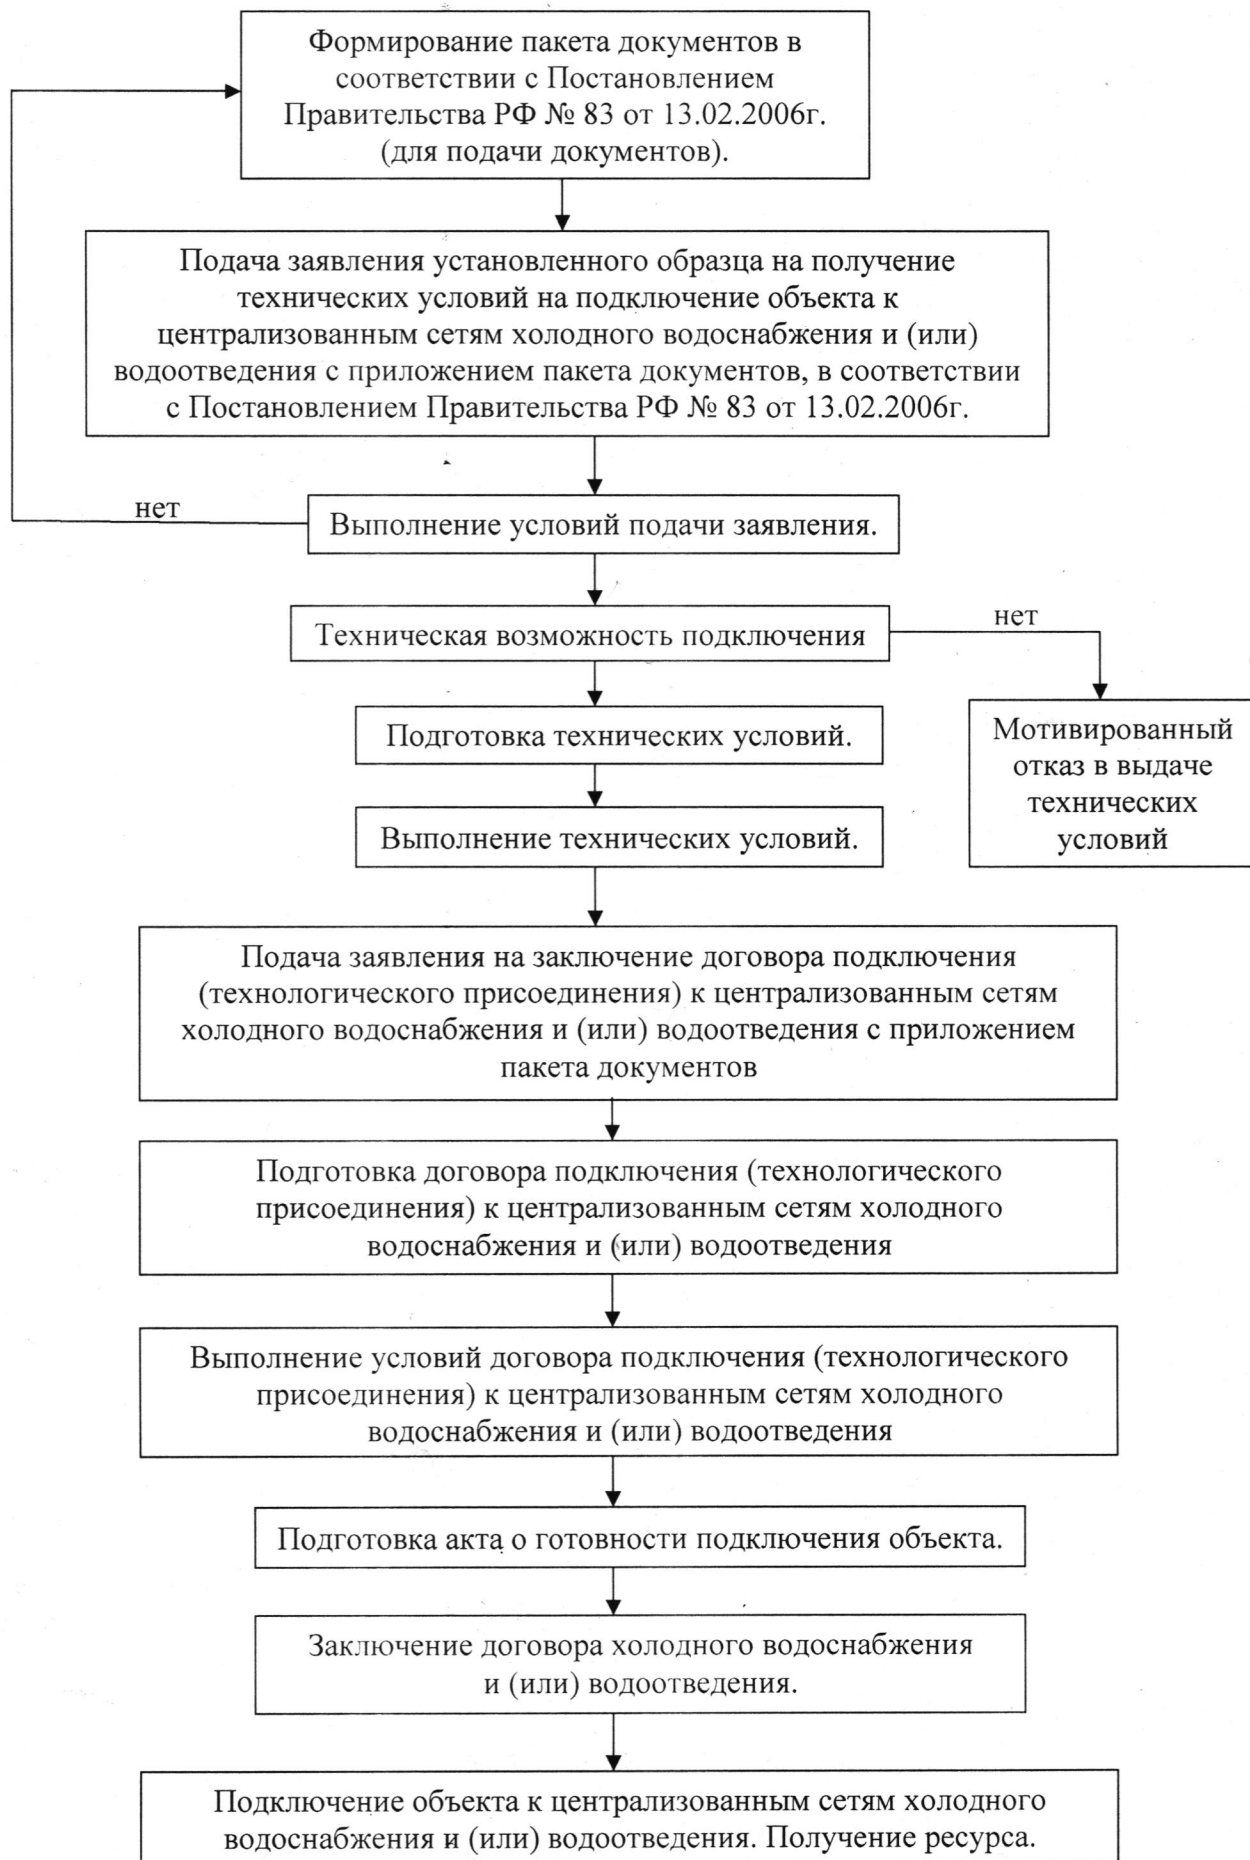 Формирование пакета документов в
соответствии с Постановлением
Правительства РФ № 83 от 13.02.2006г.
(для подачи документов).
Подача заявления установленного образца на получение
технических условий на подключение объекта к
централизованным сетям холодного водоснабжения и (или)
водоотведения с приложением пакета документов, в соответствии
с Постановлением Правительства РФ № 83 от 13.02.2006г.
нет
Выполнение условий подачи заявления.
Техническая возможность подключения
нет
Подготовка технических условий.
Мотивированный
отказ в выдаче
технических
условий
Выполнение технических условий.
Подача заявления на заключение договора подключения
(технологического присоединения) к централизованным сетям
холодного водоснабжения и (или) водоотведения с приложением
пакета документов
Подготовка договора подключения (технологического
присоединения) к централизованным сетям холодного
водоснабжения и (или) водоотведения
Выполнение условий договора подключения (технологического
присоединения) к централизованным сетям холодного
водоснабжения и (или) водоотведения
Подготовка акта о готовности подключения объекта.
Заключение договора холодного водоснабжения
и (или) водоотведения.
Подключение объекта к централизованным сетям холодного
водоснабжения и (или) водоотведения. Получение ресурса.